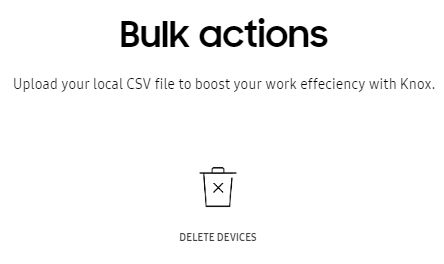 Bulk actions
Upload your local CSV file to boost your work effeciency with Knox.
DELETE DEVICES